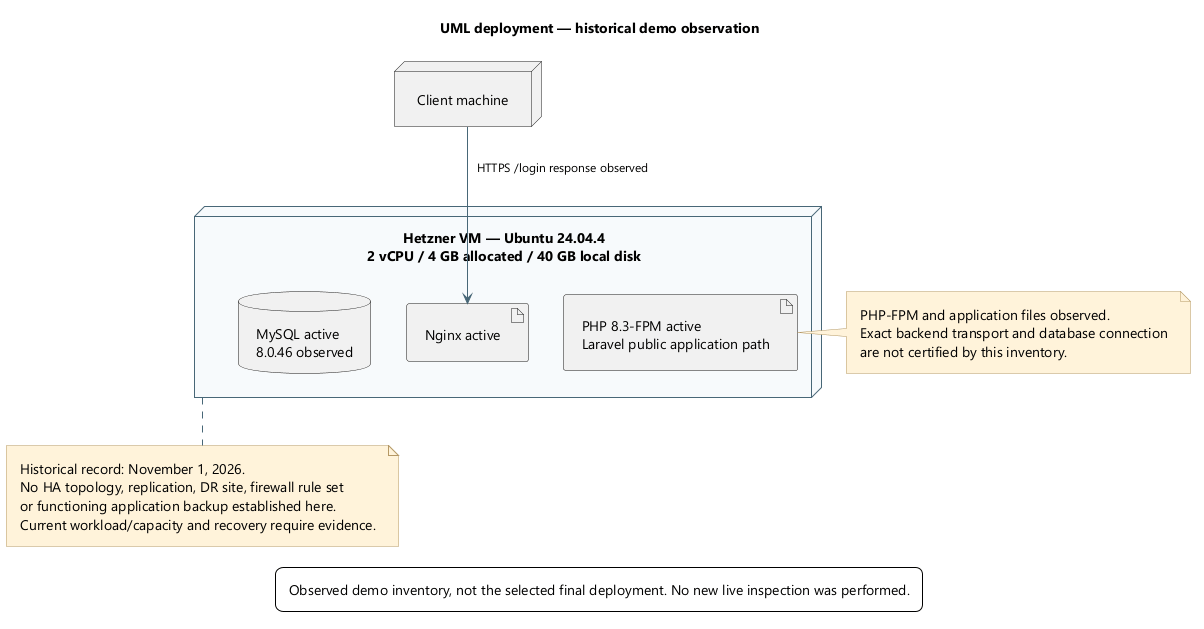 UML deployment — historical demo observation
Client machine
HTTPS /login response observed
Hetzner VM — Ubuntu 24.04.4
2 vCPU / 4 GB allocated / 40 GB local disk
MySQL active
8.0.46 observed
Nginx active
PHP 8.3-FPM active
Laravel public application path
PHP-FPM and application files observed.
Exact backend transport and database connection
are not certified by this inventory.
Historical record: November 1, 2026.
No HA topology, replication, DR site, firewall rule set
or functioning application backup established here.
Current workload/capacity and recovery require evidence.
Observed demo inventory, not the selected final deployment. No new live inspection was performed.